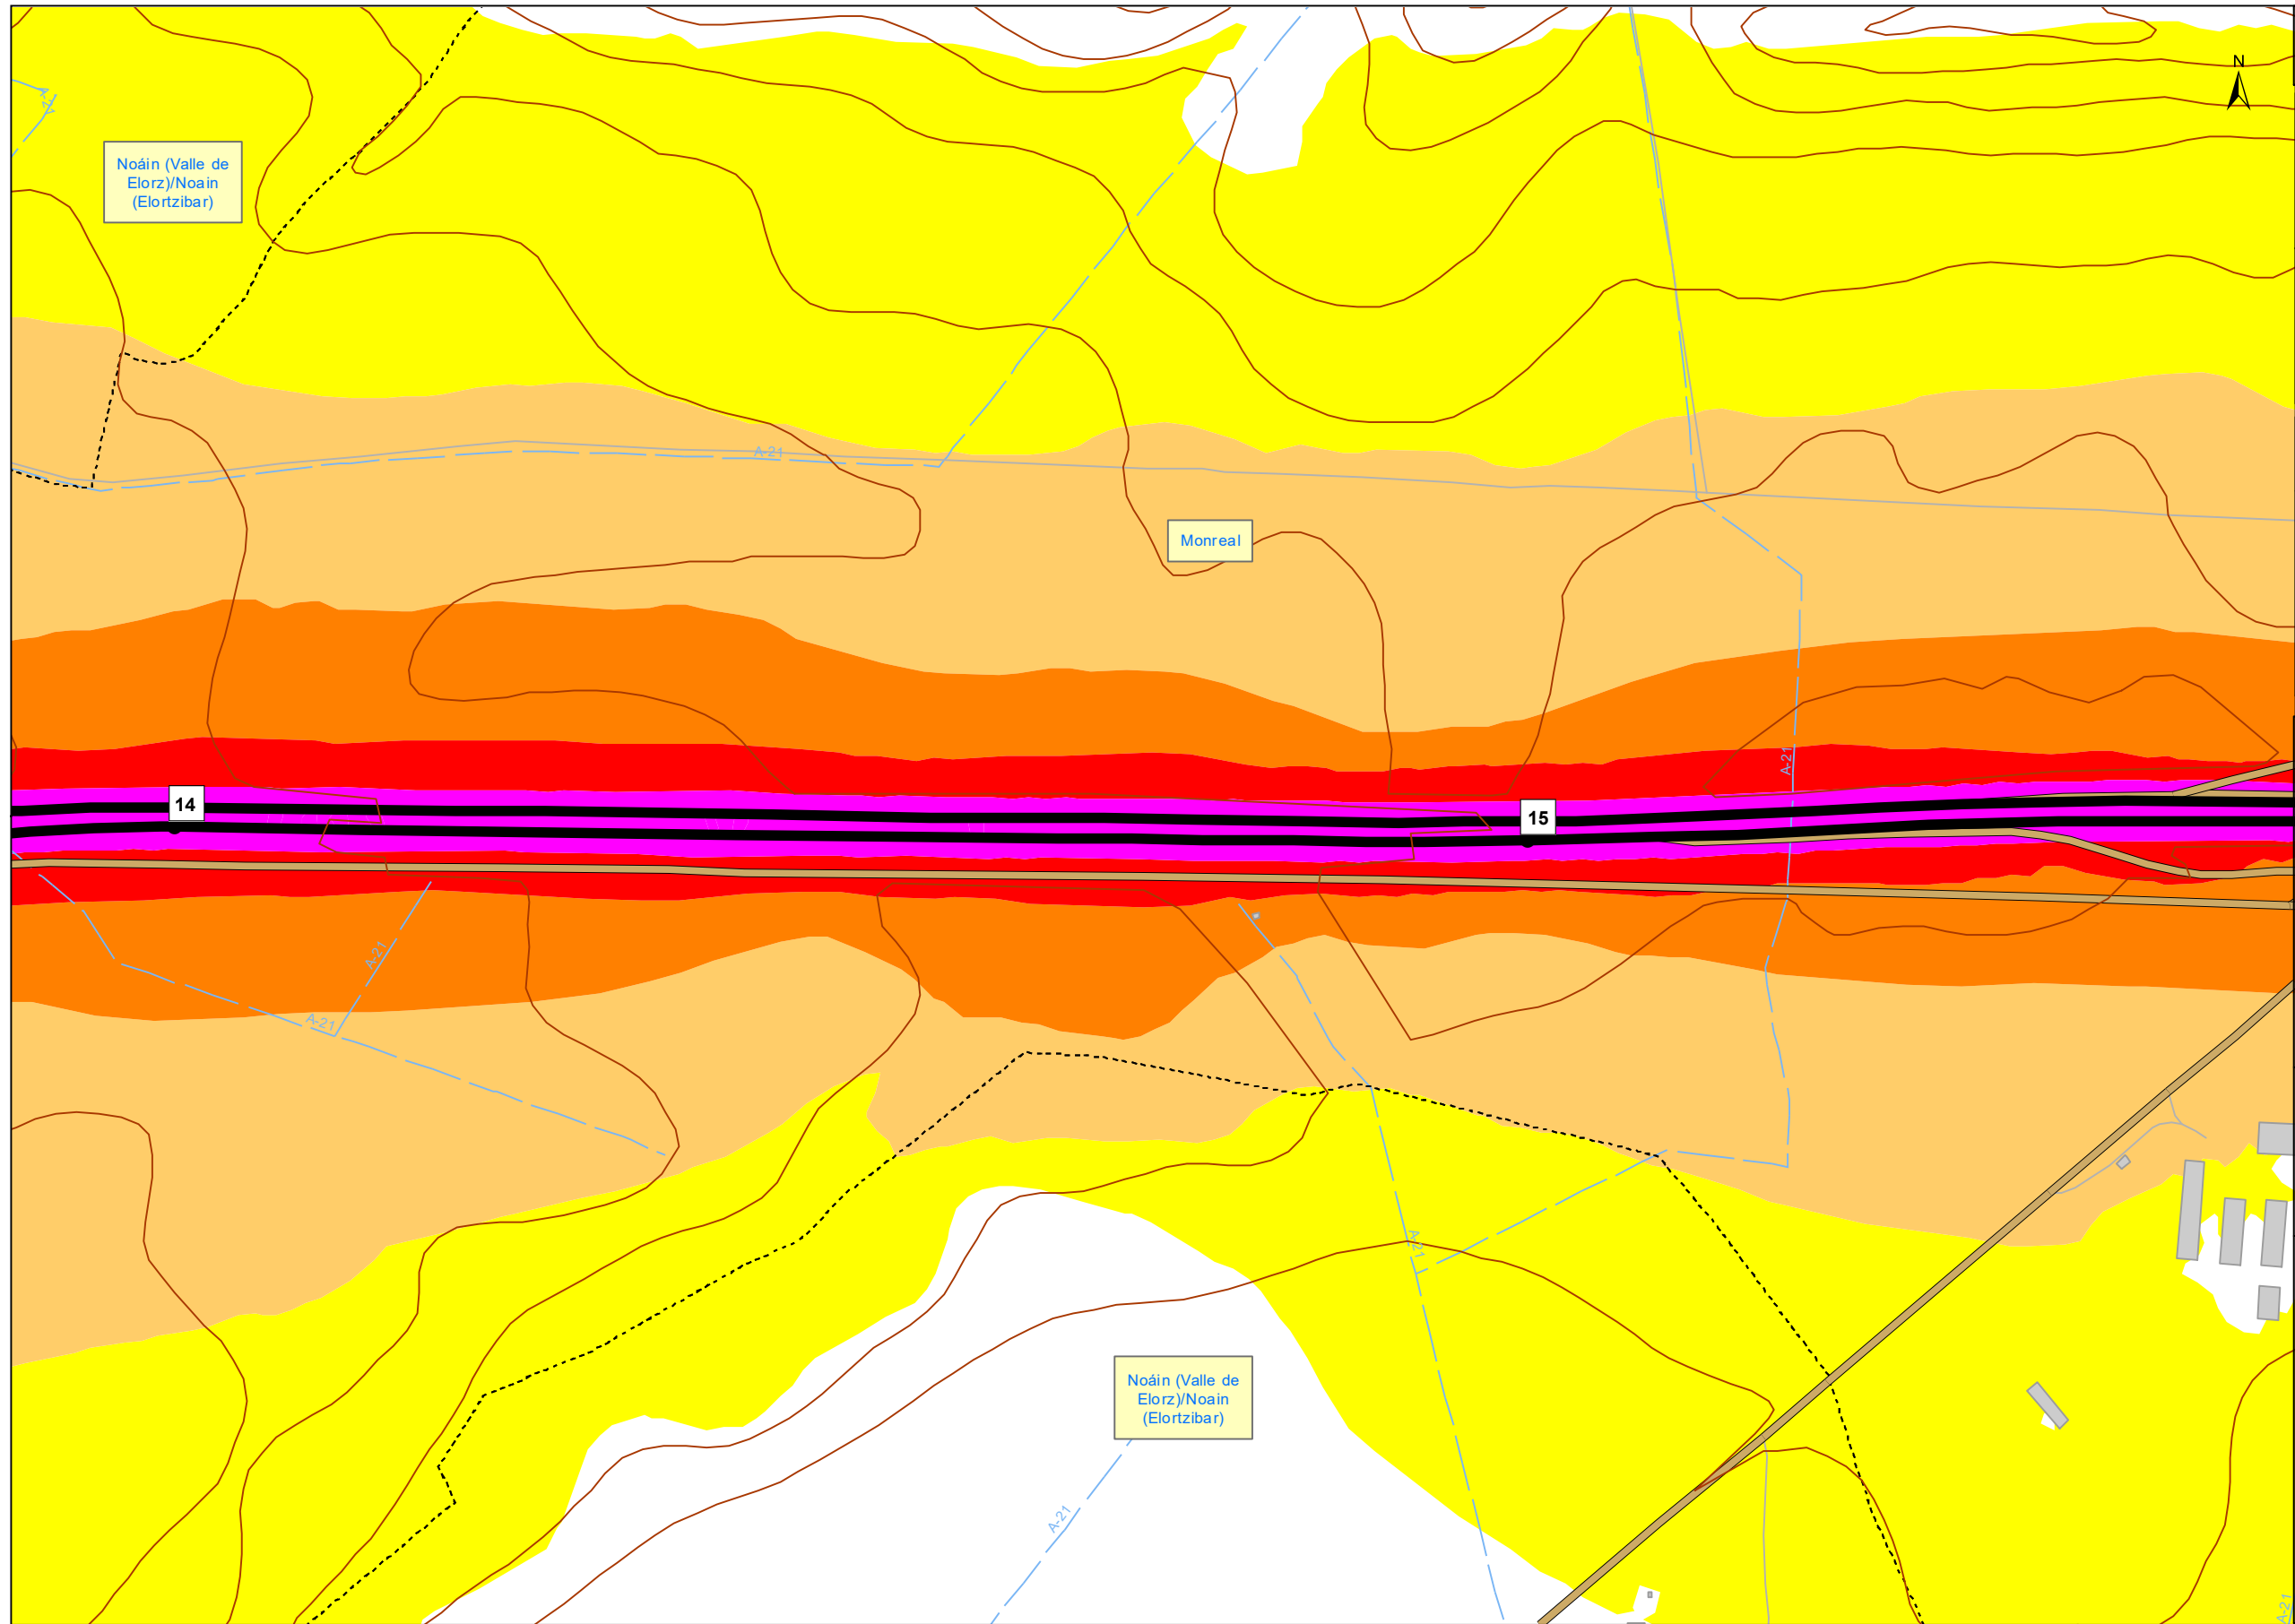 N
A-21
Noáin (Valle de
Elorz)/Noain
(Elortzibar)
A-21
Monreal
A-21
14
15
A-21
A-21
A-21
Noáin (Valle de
Elorz)/Noain
(Elortzibar)
A-21
A-21